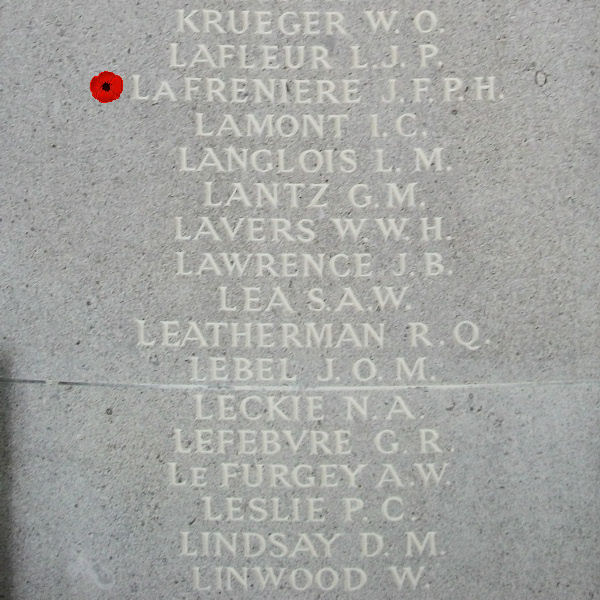 KRUEGER W. O.
LAFLEUR L. J. P.
LAFRENIERE J. F. P. H.
LAMONT I. C.
LANGLOIS L. M.
LANTZ G. M.
LAVERS W. W. H.
LAWRENCE J. B.
LEA S. A. W.
LEATHERMAN R. Q.
LEBEL J. O. M.
LECKIE N. A.
LEFEBVRE G. R.
LE FURGEY A. W.
LESLIE P. C.
LINDSAY D. M.
LINWOOD W.